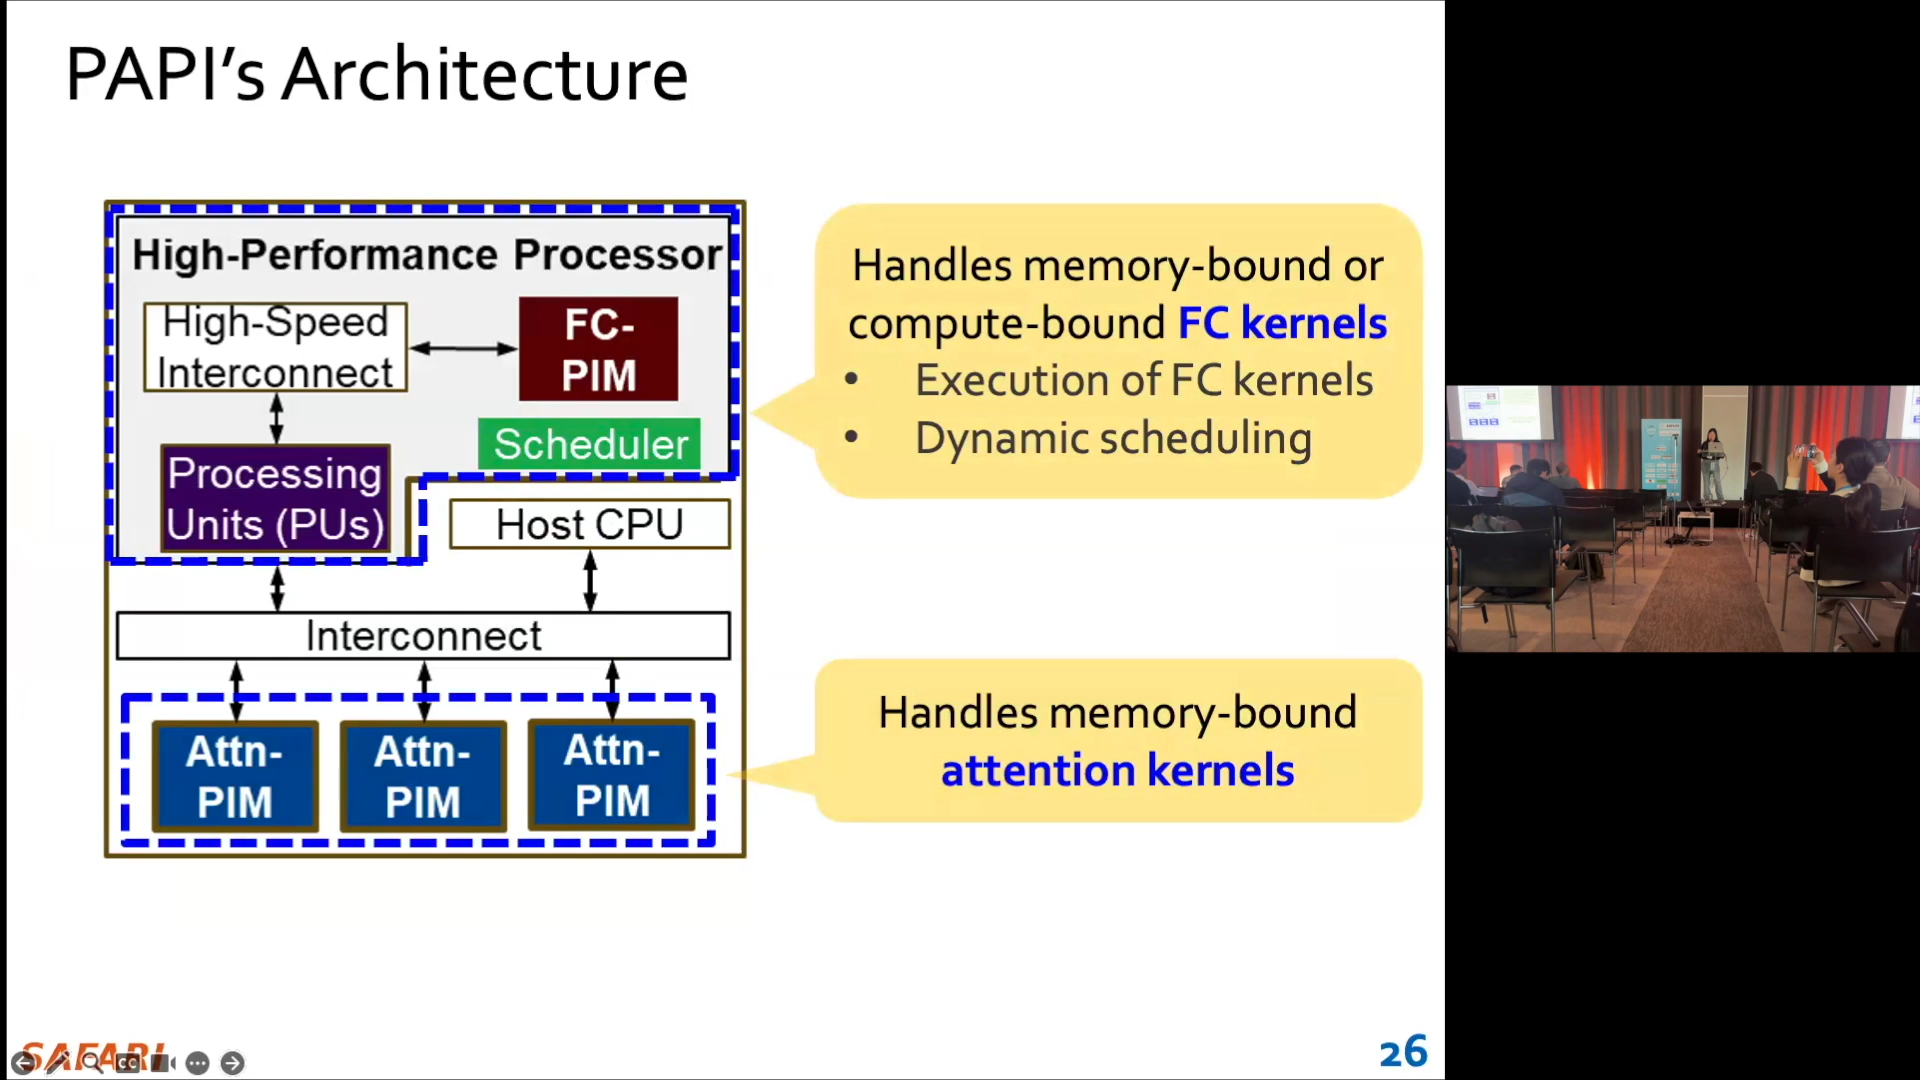 PAPI's Architecture
High-Performance Processor
High-Speed
Interconnect
FC-
PIM
Scheduler
Processing
Units (PUs)
Host CPU
Interconnect
Attn-
PIM
Attn-
PIM
Attn-
PIM
Handles memory-bound or
compute-bound FC kernels
• Execution of FC kernels
• Dynamic scheduling
Handles memory-bound
attention kernels
SAFARI
CC
26